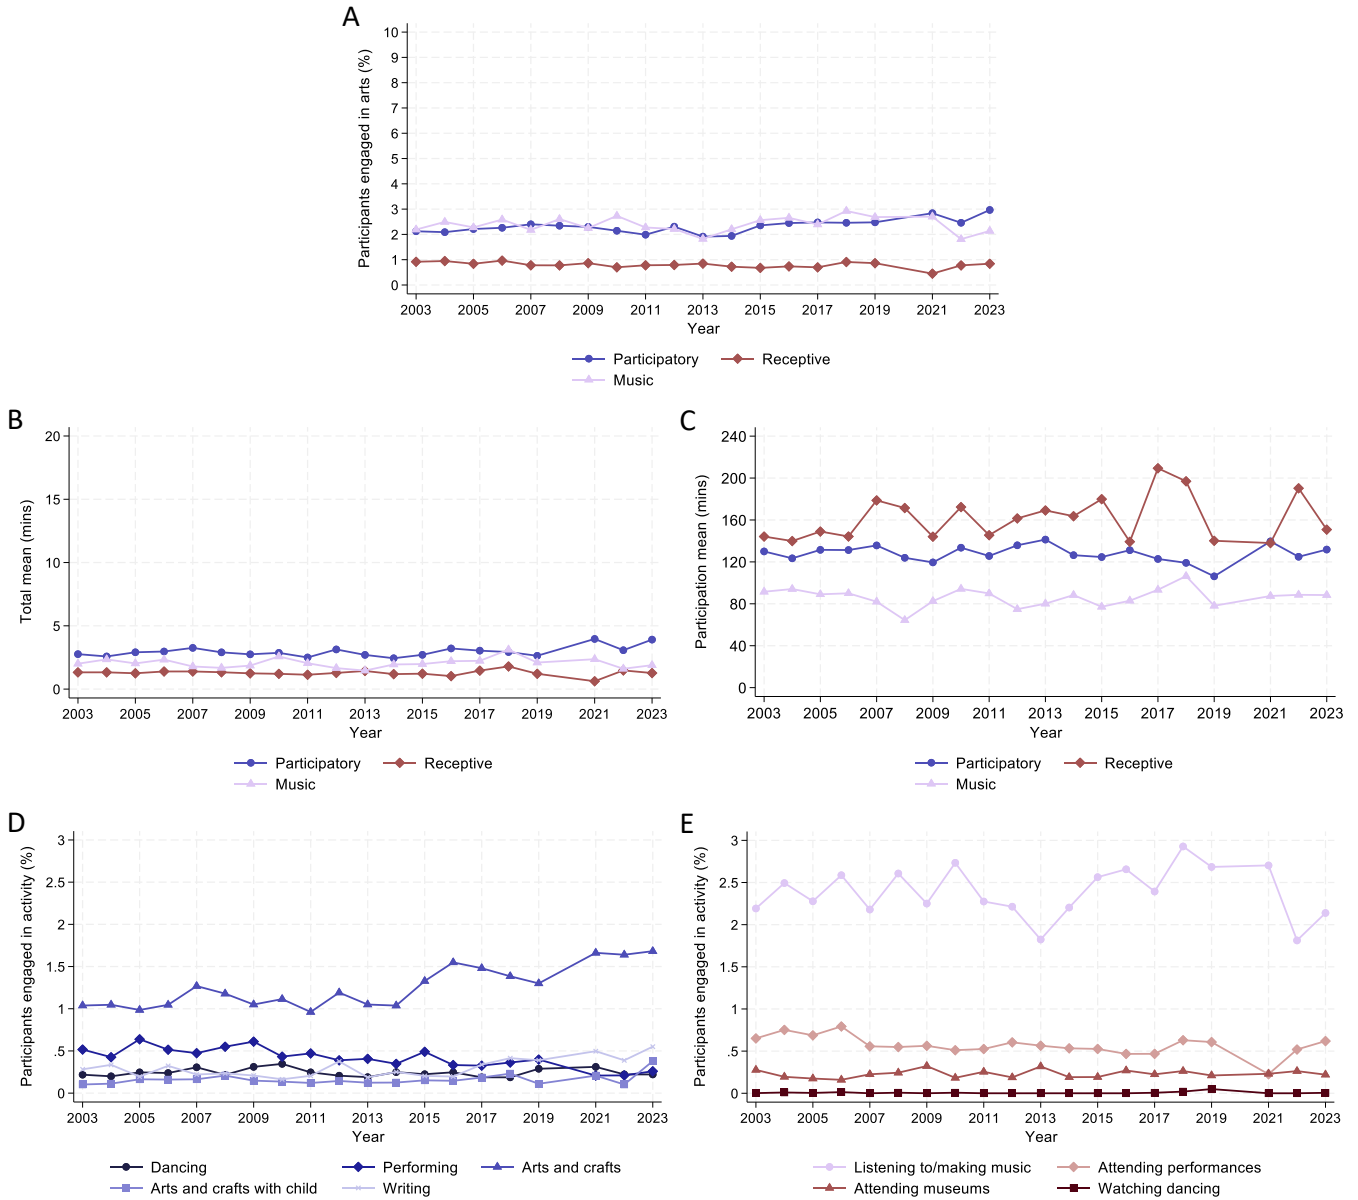 A
Participants engaged in arts (%)
10
9
8
7
6
5
4
3
2
1
0
2003 2005 2007 2009 2011 2013 2015 2017 2019 2021 2023
Year
Participatory Receptive
Music
B
Total mean (mins)
20
15
10
5
0
2003 2005 2007 2009 2011 2013 2015 2017 2019 2021 2023
Year
Participatory Receptive
Music
C
Participation mean (mins)
240
200
160
120
80
40
0
2003 2005 2007 2009 2011 2013 2015 2017 2019 2021 2023
Year
Participatory Receptive
Music
D
Participants engaged in activity (%)
3
2.5
2
1.5
1
.5
0
2003 2005 2007 2009 2011 2013 2015 2017 2019 2021 2023
Year
Dancing Performing Arts and crafts
Arts and crafts with child Writing
E
Participants engaged in activity (%)
3
2.5
2
1.5
1
.5
0
2003 2005 2007 2009 2011 2013 2015 2017 2019 2021 2023
Year
Listening to/making music Attending performances
Attending museums Watching dancing